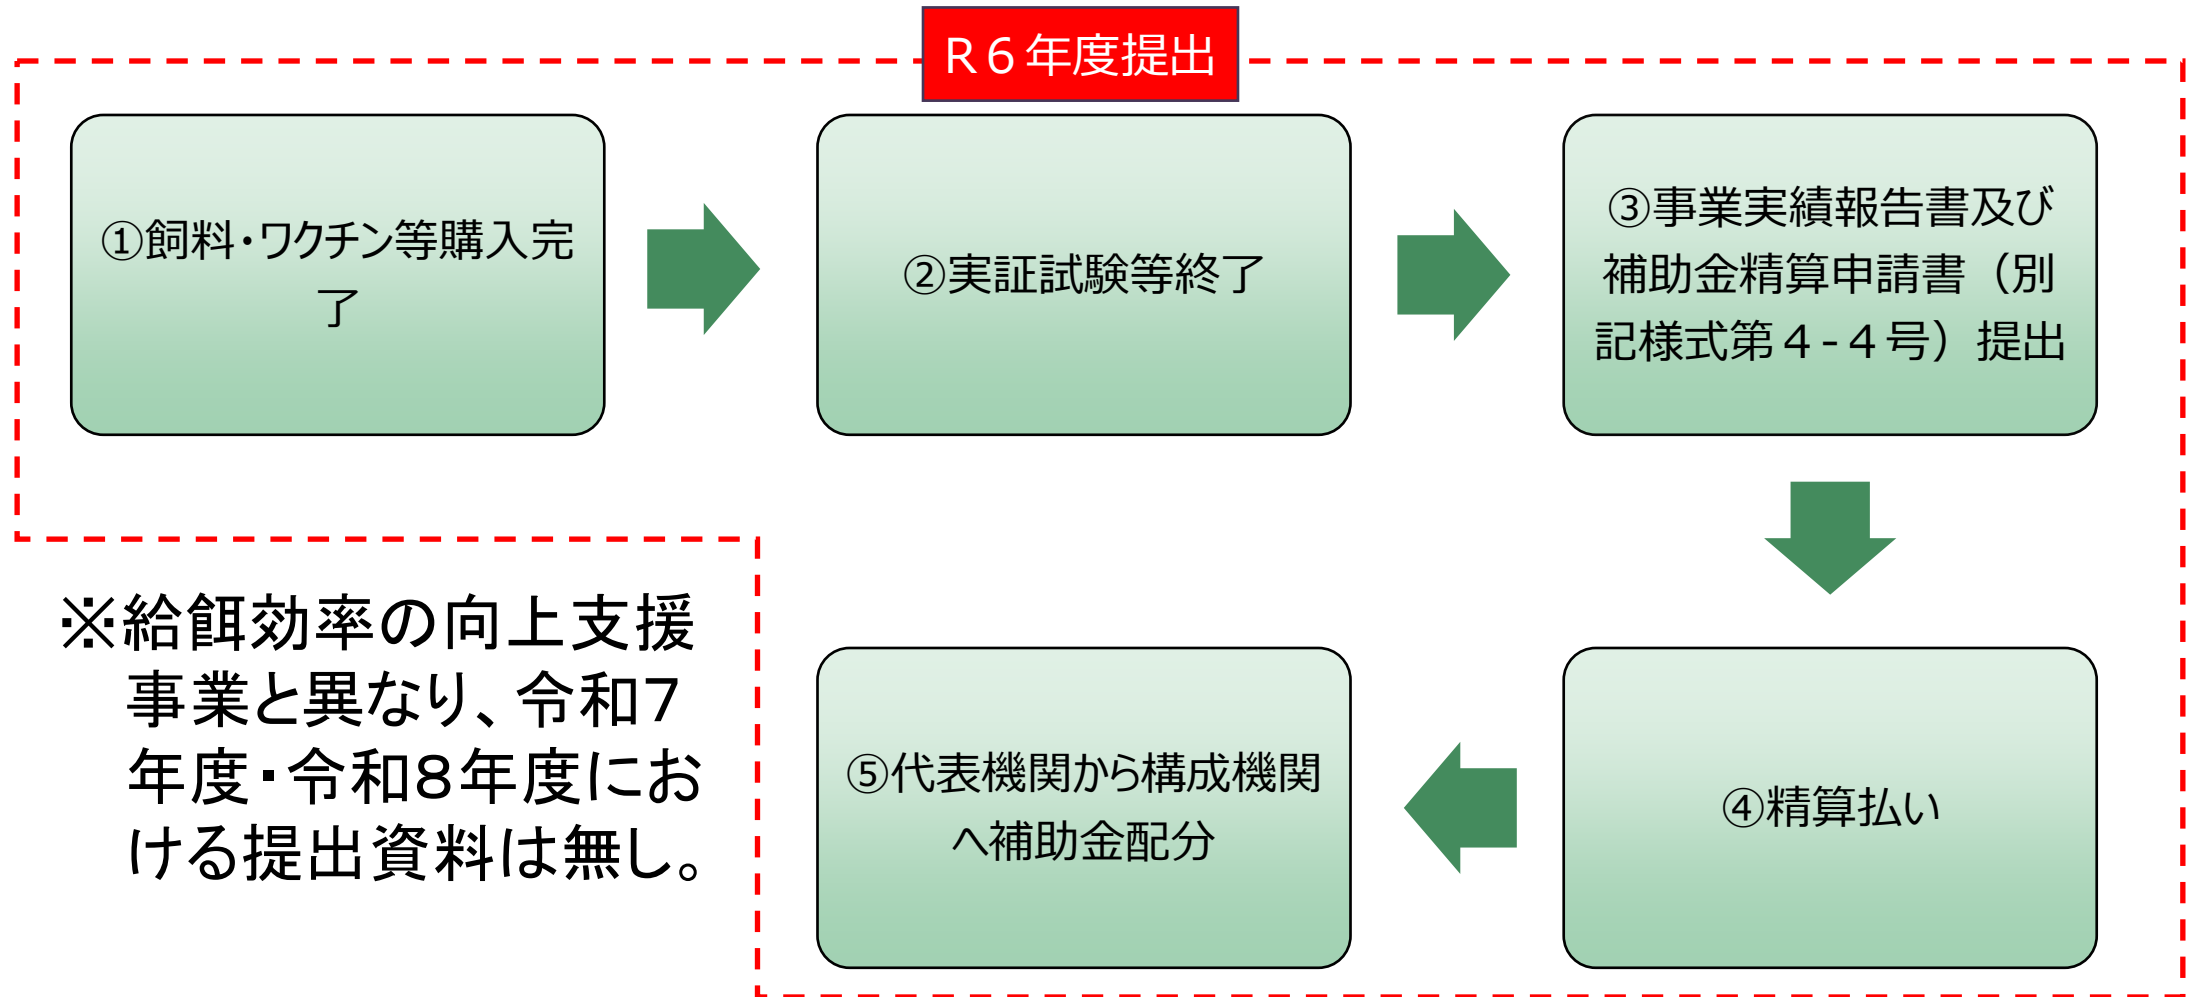 R６年度提出
①飼料・ワクチン等購入完
了
②実証試験等終了
③事業実績報告書及び
補助金精算申請書（別
記様式第４-４号）提出
④精算払い
⑤代表機関から構成機関
へ補助金配分
※給餌効率の向上支援
事業と異なり、令和７
年度・令和８年度にお
ける提出資料は無し。